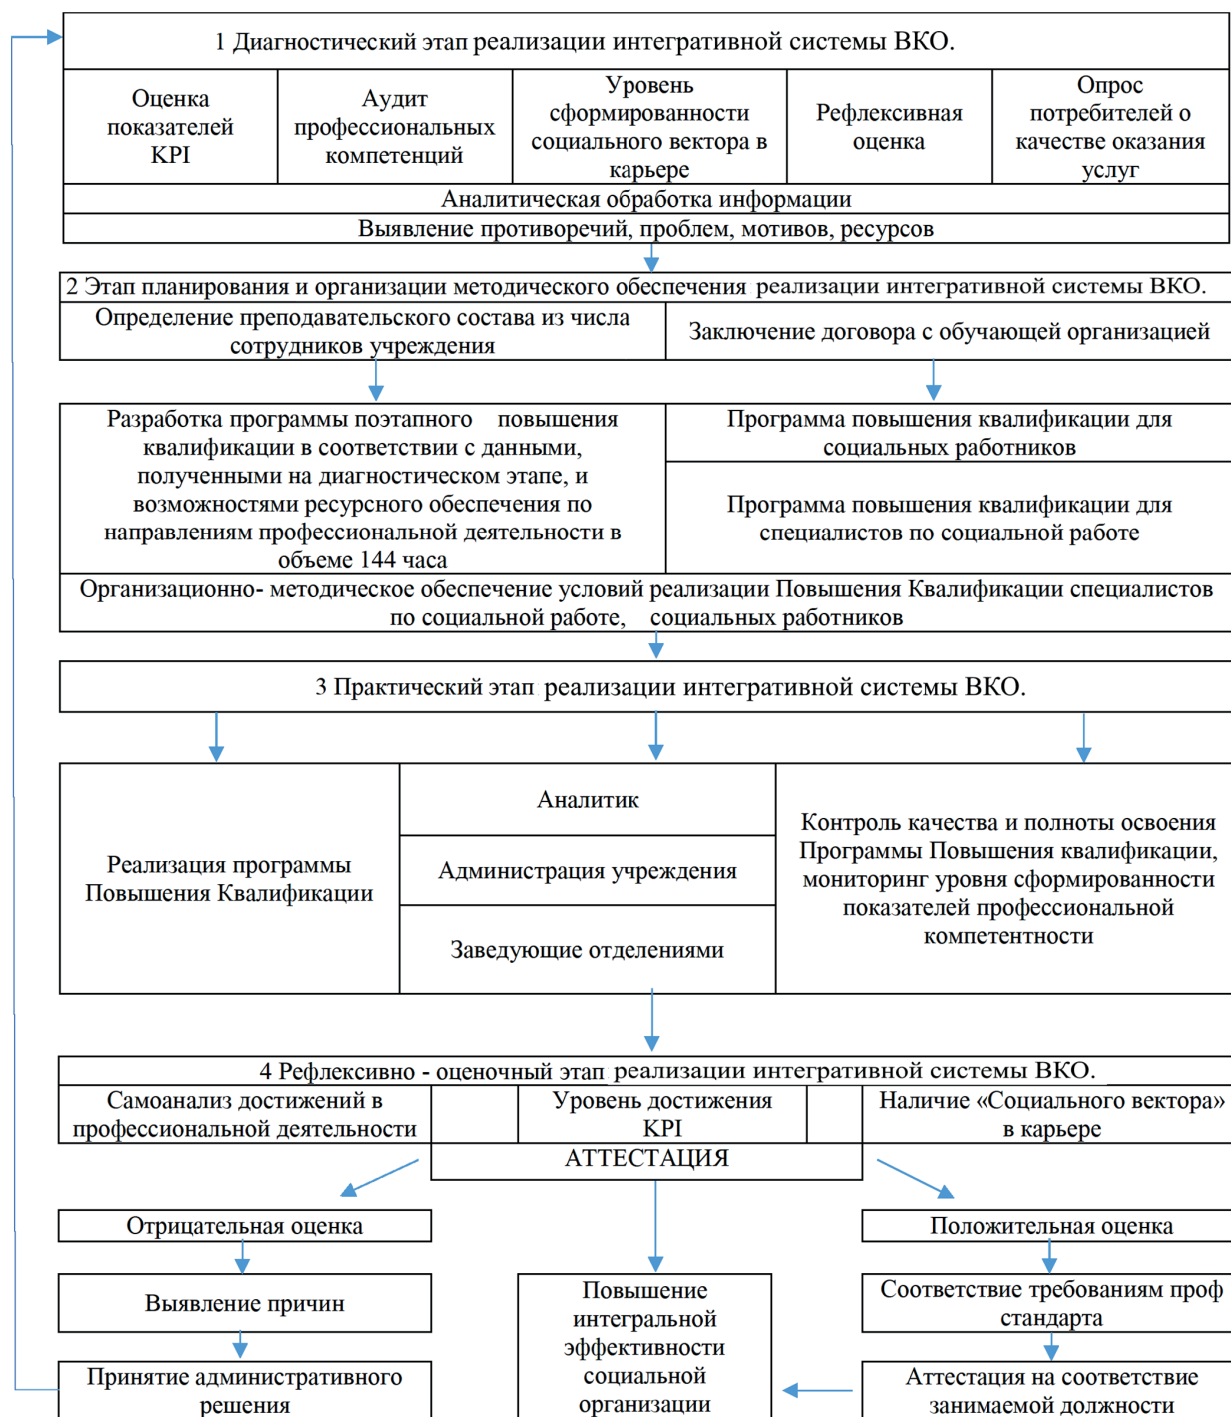 1 Диагностический этап реализации интегративной системы ВКО.
Оценка
показателей
KPI
Аудит
профессиональных
компетенций
Уровень
сформированности
социального вектора в
карьере
Рефлексивная
оценка
Опрос
потребителей о
качестве оказания
услуг
Аналитическая обработка информации
Выявление противоречий, проблем, мотивов, ресурсов
2 Этап планирования и организации методического обеспечения реализации интегративной системы ВКО.
Определение преподавательского состава из числа
сотрудников учреждения
Заключение договора с обучающей организацией
Разработка программы поэтапного повышения
квалификации в соответствии с данными,
полученными на диагностическом этапе, и
возможностями ресурсного обеспечения по
направлениям профессиональной деятельности в
объеме 144 часа
Программа повышения квалификации для
социальных работников
Программа повышения квалификации для
специалистов по социальной работе
Организационно- методическое обеспечение условий реализации Повышения Квалификации специалистов
по социальной работе, социальных работников
3 Практический этап реализации интегративной системы ВКО.
Реализация программы
Повышения Квалификации
Аналитик
Администрация учреждения
Заведующие отделениями
Контроль качества и полноты освоения
Программы Повышения квалификации,
мониторинг уровня сформированности
показателей профессиональной
компетентности
4 Рефлексивно - оценочный этап реализации интегративной системы ВКО.
Самоанализ достижений в
профессиональной деятельности
Уровень достижения
KPI
Наличие «Социального вектора»
в карьере
АТТЕСТАЦИЯ
Отрицательная оценка
Положительная оценка
Выявление причин
Повышение
интегральной
эффективности
социальной
организации
Соответствие требованиям проф
стандарта
Принятие административного
решения
Аттестация на соответствие
занимаемой должности